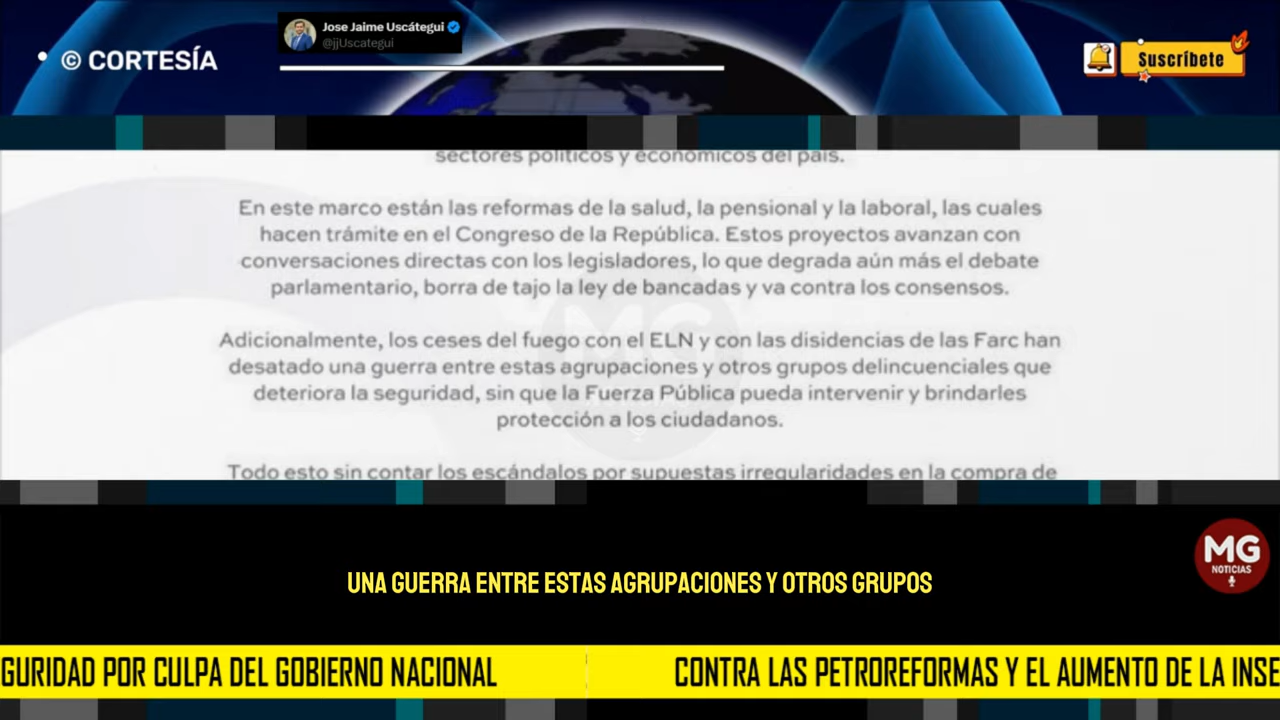 Jose Jaime Uscátegui
@jjUscategui
© CORTESÍA
Suscríbete
sectores políticos y económicos del país.
En este marco están las reformas de la salud, la pensional y la laboral, las cuales
hacen trámite en el Congreso de la República. Estos proyectos avanzan con
conversaciones directas con los legisladores, lo que degrada aún más el debate
parlamentario, borra de tajo la ley de bancadas y va contra los consensos.
Adicionalmente, los ceses del fuego con el ELN y con las disidencias de las Farc han
desatado una guerra entre estas agrupaciones y otros grupos delincuenciales que
deteriora la seguridad, sin que la Fuerza Pública pueda intervenir y brindarles
protección a los ciudadanos.
Todo esto sin contar los escándalos por supuestas irregularidades en la compra de
MG
NOTICIAS
UNA GUERRA ENTRE ESTAS AGRUPACIONES Y OTROS GRUPOS
GURIDAD POR CULPA DEL GOBIERNO NACIONAL
CONTRA LAS PETROREFORMAS Y EL AUMENTO DE LA INSE